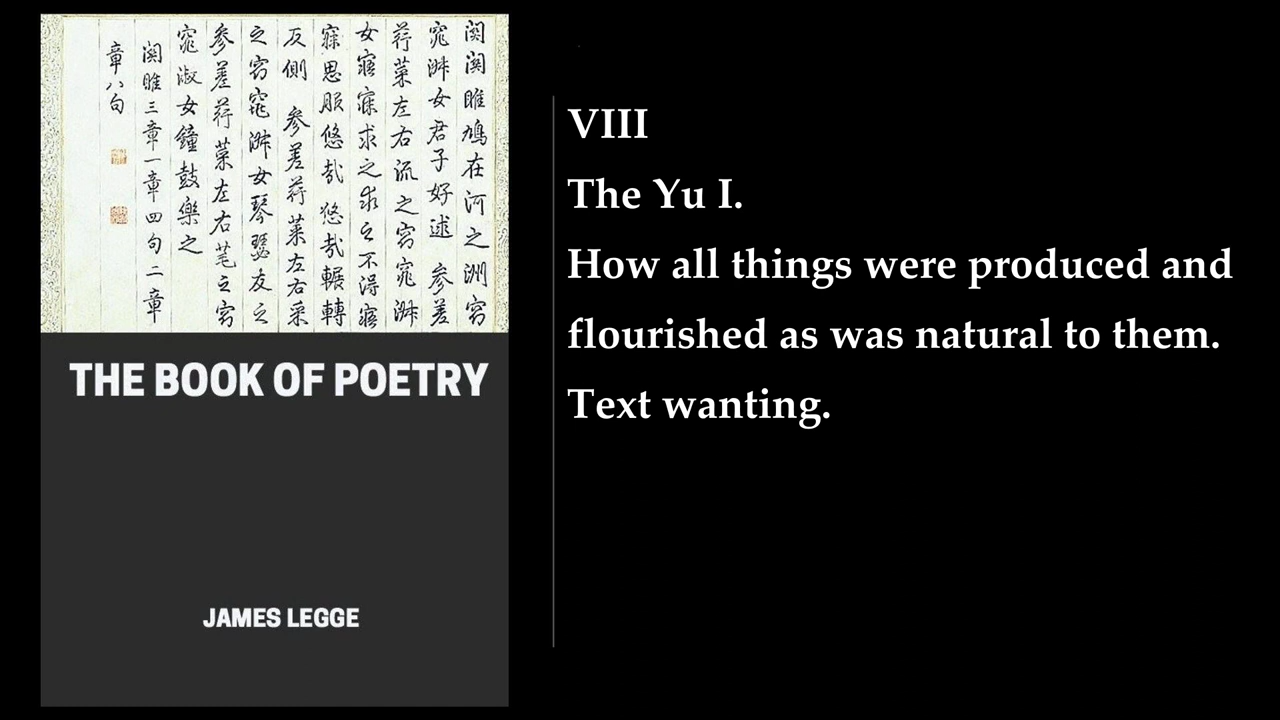 関関雎鳩在河之洲窈
窕淑女君子好逑 參差
荇菜左右流之窈窕淑
女寤寐求之求之不得寤
寐思服悠哉悠哉輾轉
反側 參差荇菜左右采
之窈窕淑女琴瑟友之
參差荇菜左右芼之窈
窕淑女鐘鼓樂之
関雎三章一章四句二章
章八句
THE BOOK OF POETRY
JAMES LEGGE
VIII
The Yu I.
How all things were produced and
flourished as was natural to them.
Text wanting.